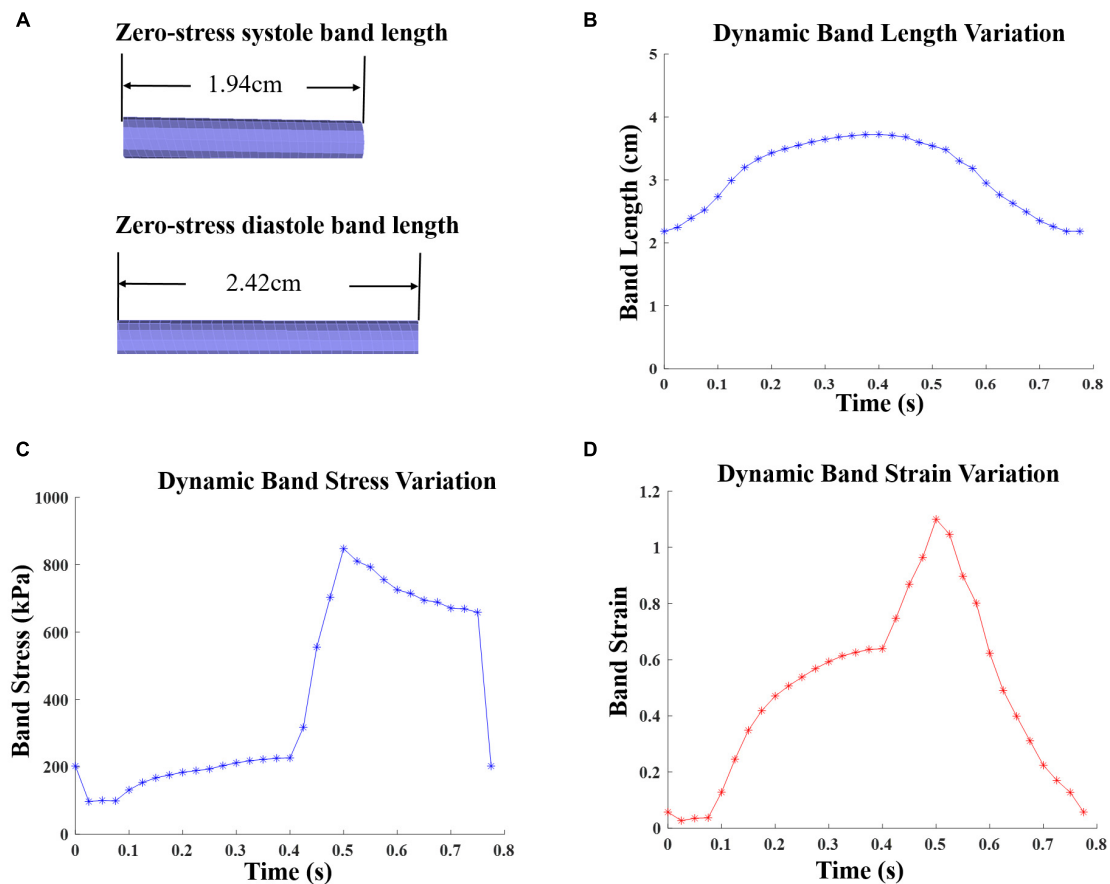 A
Zero-stress systole band length
1.94cm
Zero-stress diastole band length
2.42cm
B
Dynamic Band Length Variation
Band Length (cm)
5
4
3
2
1
0
0 0.1 0.2 0.3 0.4 0.5 0.6 0.7 0.8
Time (s)
C
Dynamic Band Stress Variation
Band Stress (kPa)
1000
800
600
400
200
0
0 0.1 0.2 0.3 0.4 0.5 0.6 0.7 0.8
Time (s)
D
Dynamic Band Strain Variation
Band Strain
1.2
1
0.8
0.6
0.4
0.2
0
0 0.1 0.2 0.3 0.4 0.5 0.6 0.7 0.8
Time (s)